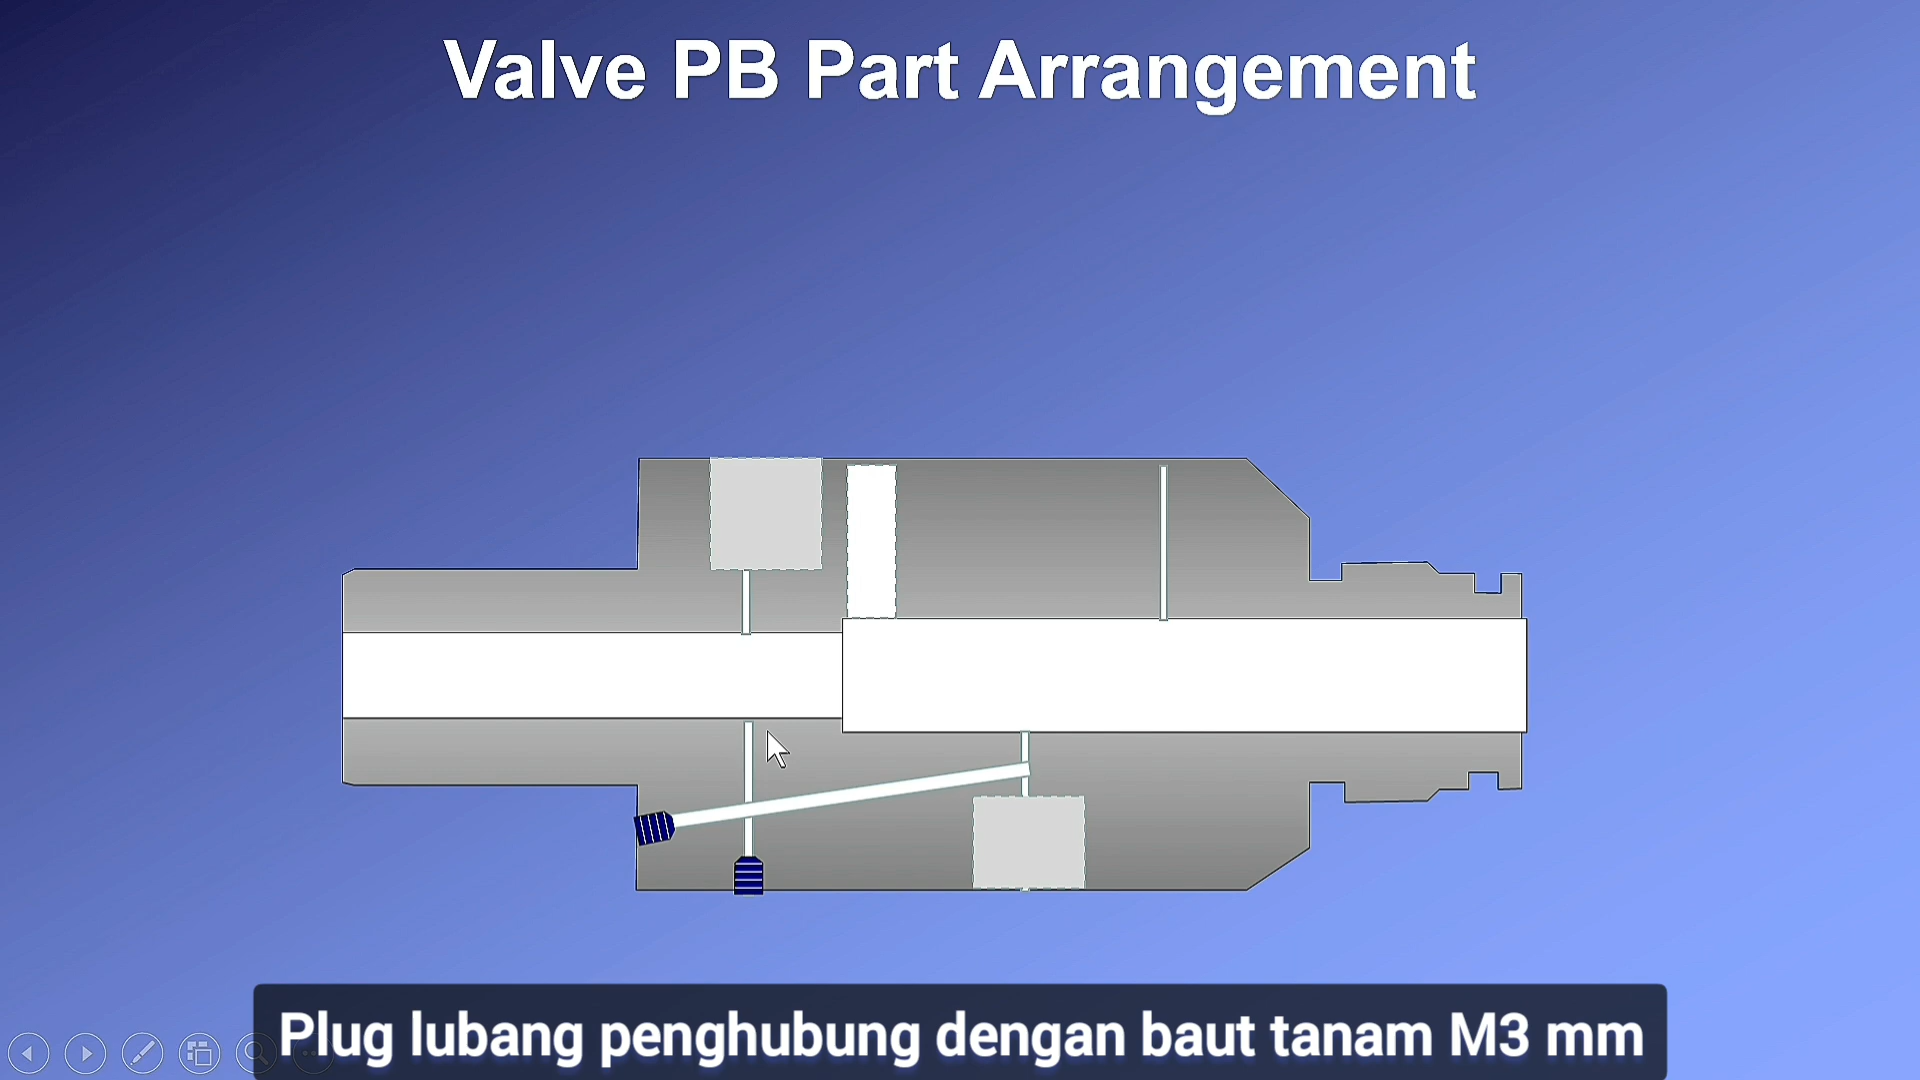 Valve PB Part Arrangement
Plug lubang penghubung dengan baut tanam M3 mm